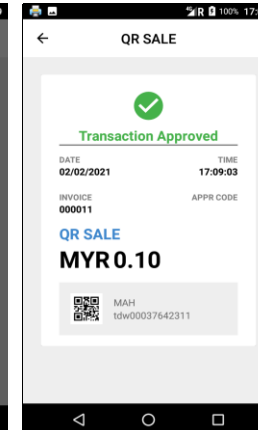 R 100% 17:
QR SALE
Transaction Approved
DATE TIME
02/02/2021 17:09:03
INVOICE APPR CODE
000011
QR SALE
MYR 0.10
MAH
tdw00037642311